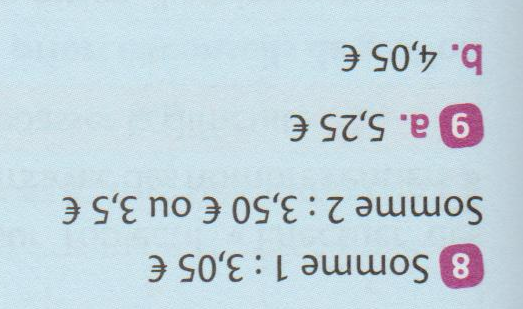 8 Somme 1 : 3,05 €
Somme 2 : 3,50 € ou 3,5 €
9 a. 5,25 €
b. 4,05 €